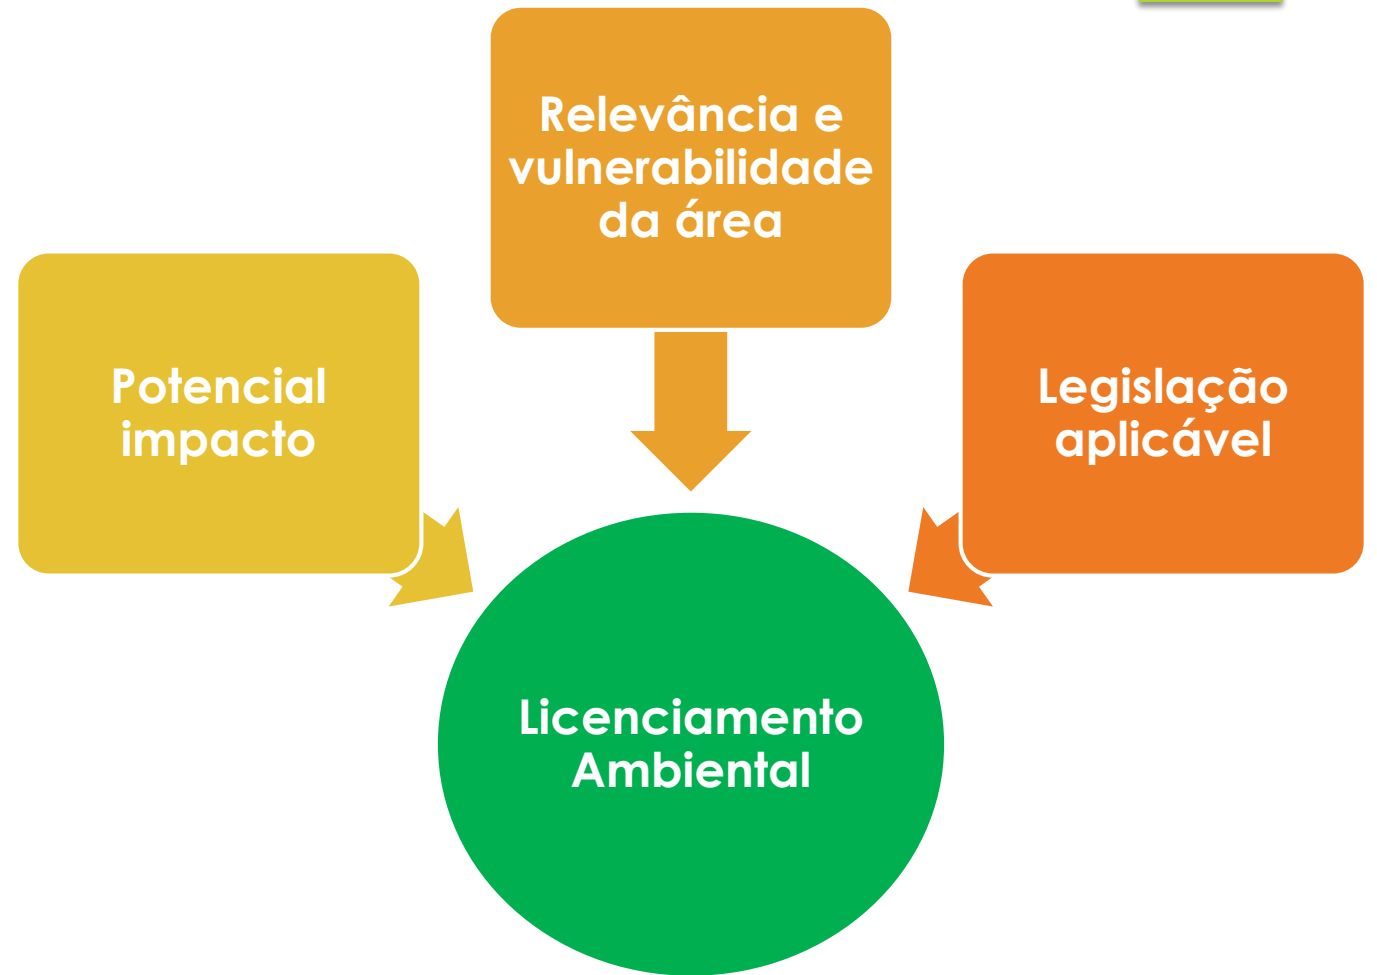 Relevância e
vulnerabilidade
da área
Potencial
impacto
Legislação
aplicável
Licenciamento
Ambiental